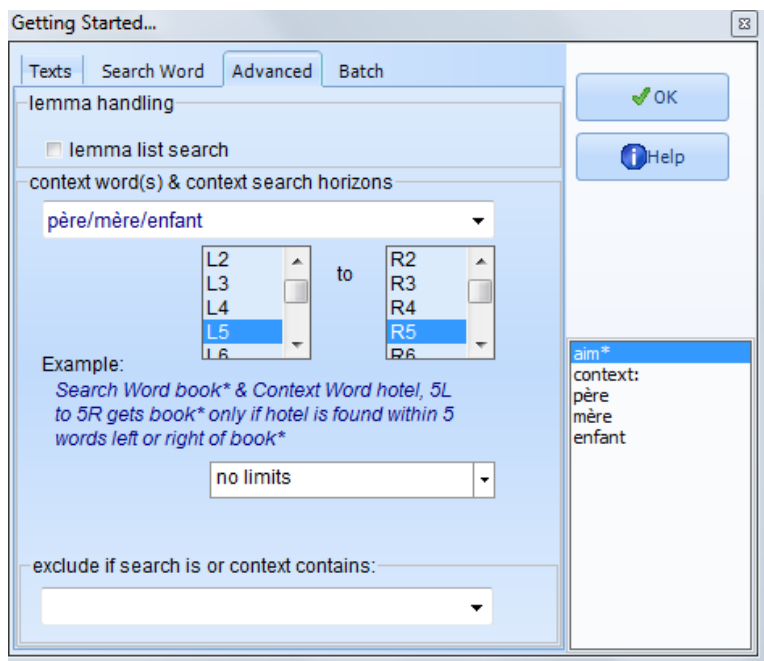 Getting Started...
Texts Search Word Advanced Batch
lemma handling
lemma list search
context word(s) & context search horizons
père/mère/enfant
L2
L3
L4
L5
L6
to
R2
R3
R4
R5
R6
Example:
Search Word book* & Context Word hotel, 5L
to 5R gets book* only if hotel is found within 5
words left or right of book*
no limits
exclude if search is or context contains:
OK
Help
aim*
context:
père
mère
enfant